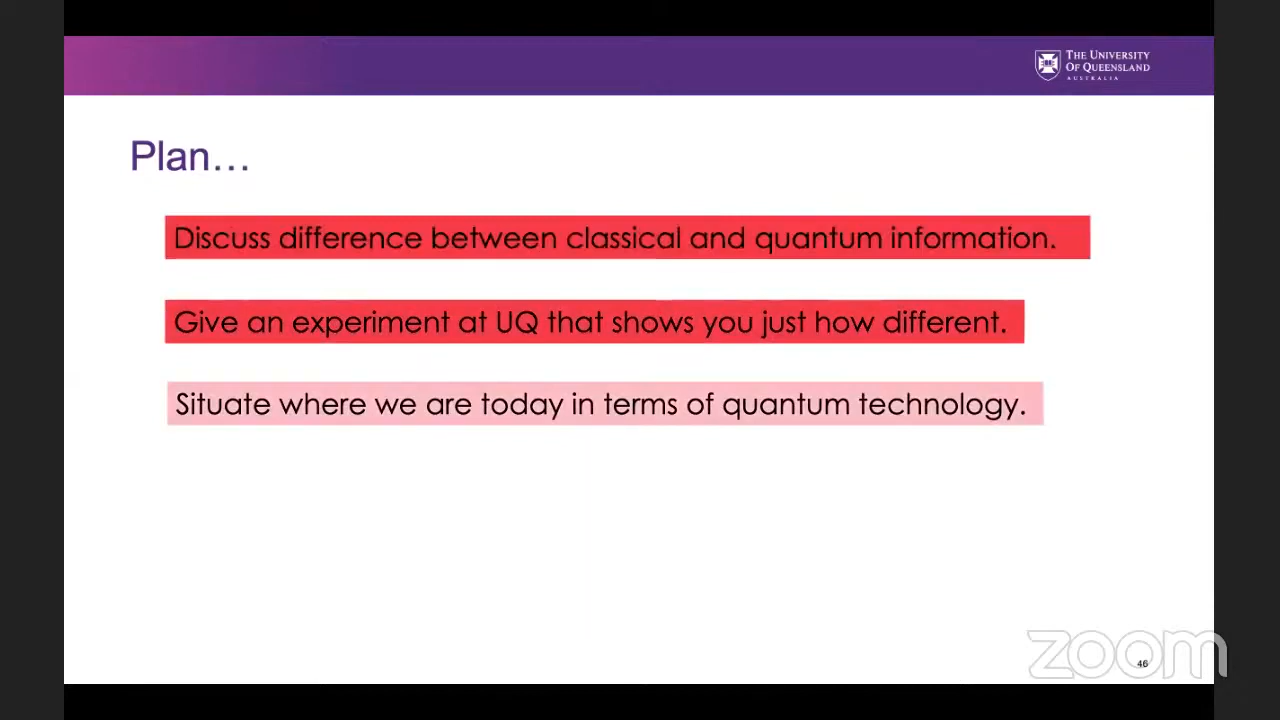 THE UNIVERSITY
OF QUEENSLAND
AUSTRALIA
Plan…
Discuss difference between classical and quantum information.
Give an experiment at UQ that shows you just how different.
Situate where we are today in terms of quantum technology.
zoom
46